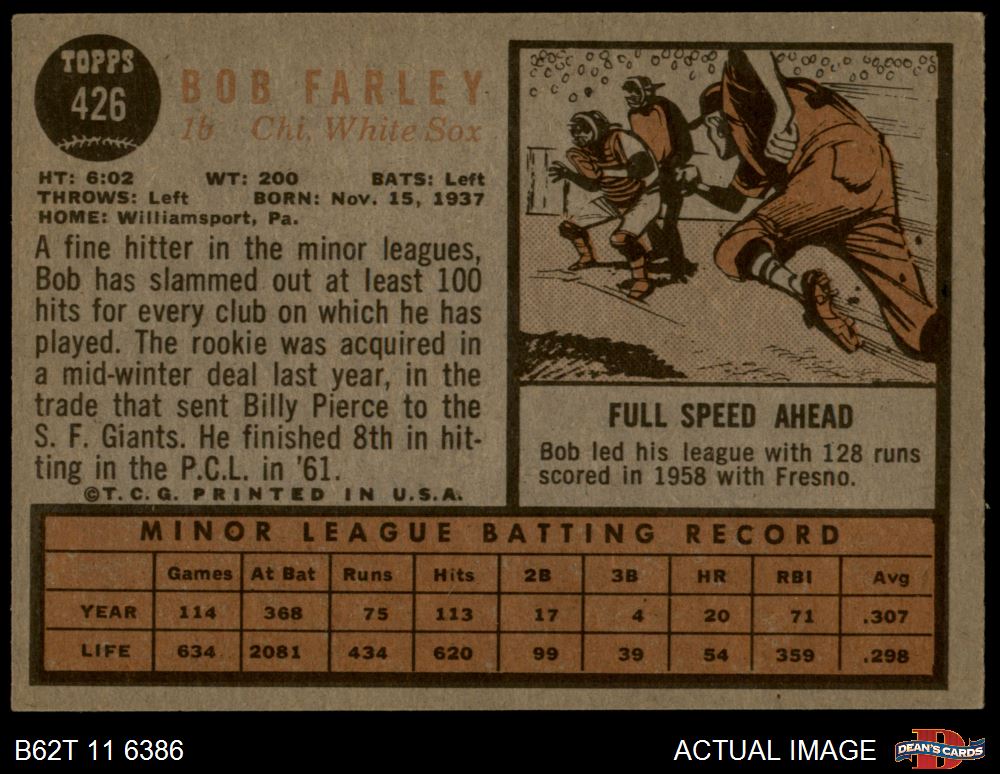 TOPPS
426
BOB FARLEY
1b Chi. White Sox
HT: 6:02 WT: 200 BATS: Left
THROWS: Left BORN: Nov. 15, 1937
HOME: Williamsport, Pa.
A fine hitter in the minor leagues,
Bob has slammed out at least 100
hits for every club on which he has
played. The rookie was acquired in
a mid-winter deal last year, in the
trade that sent Billy Pierce to the
S. F. Giants. He finished 8th in hit-
ting in the P.C.L. in '61.
©T.C.G. PRINTED IN U.S.A.
FULL SPEED AHEAD
Bob led his league with 128 runs
scored in 1958 with Fresno.
MINOR LEAGUE BATTING RECORD
Games At Bat Runs Hits 2B 3B HR RBI Avg
YEAR 114 368 75 113 17 4 20 71 .307
LIFE 634 2081 434 620 99 39 54 359 .298
B62T 11 6386
ACTUAL IMAGE
D
DEAN'S CARDS